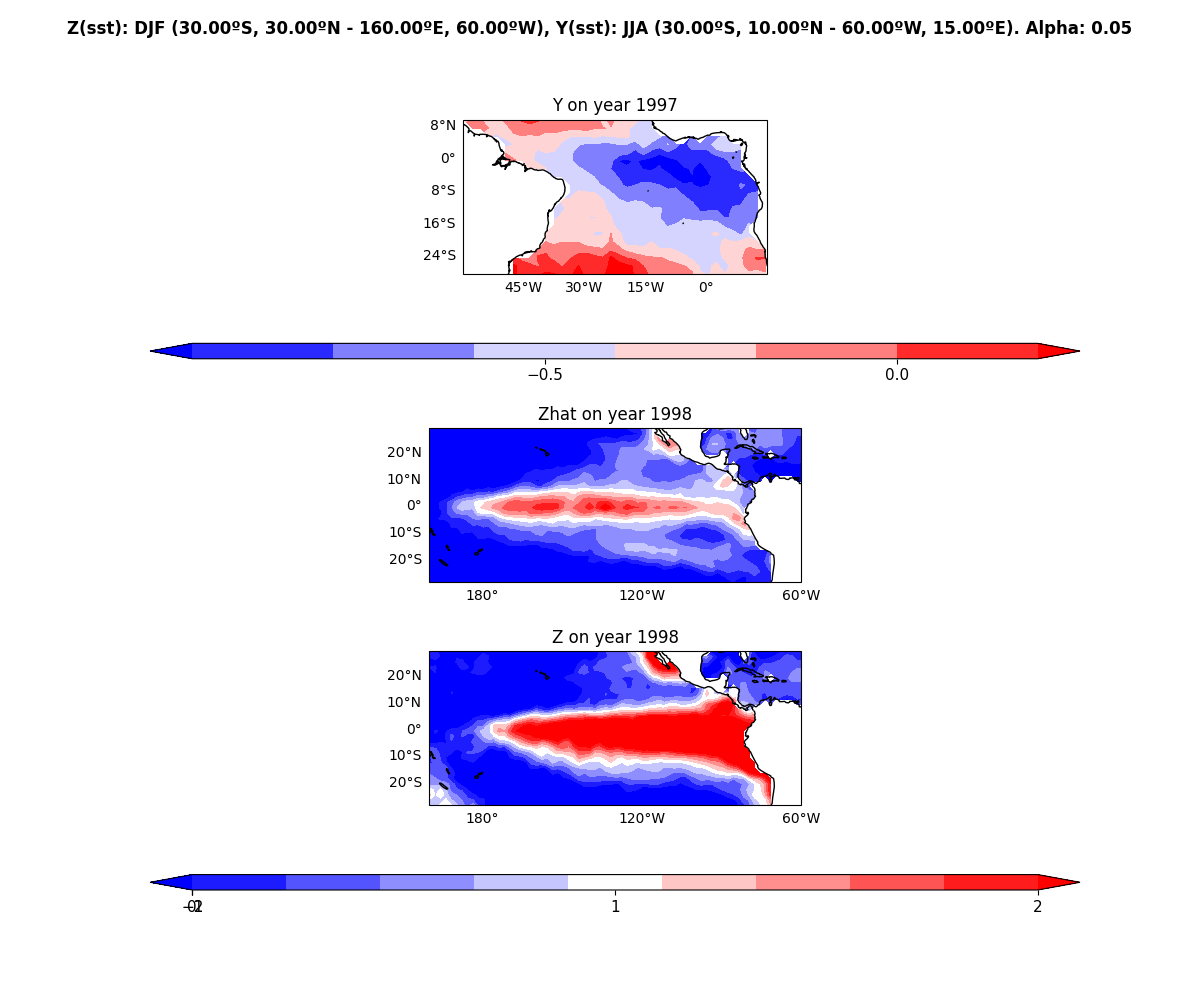 Z(sst): DJF (30.00ºS, 30.00ºN - 160.00ºE, 60.00ºW), Y(sst): JJA (30.00ºS, 10.00ºN - 60.00ºW, 15.00ºE). Alpha: 0.05
Y on year 1997
8°N
0°
8°S
16°S
24°S
45°W 30°W 15°W 0°
−0.5 0.0
Zhat on year 1998
20°N
10°N
0°
10°S
20°S
180° 120°W 60°W
Z on year 1998
20°N
10°N
0°
10°S
20°S
180° 120°W 60°W
1 2